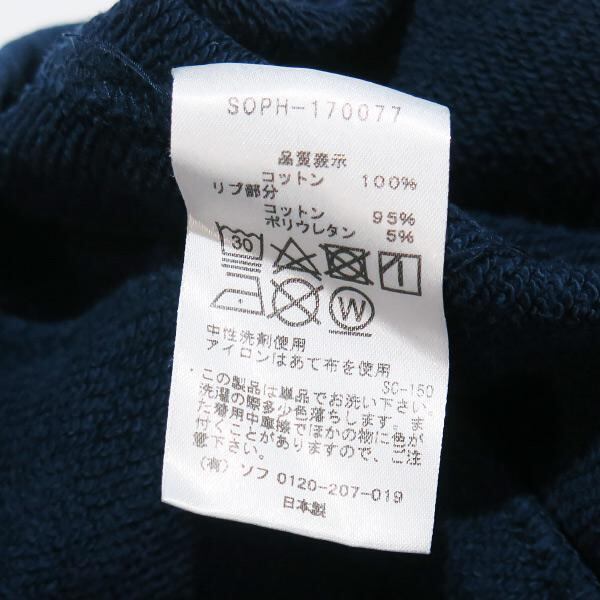 SOPH-170077
品質表示
コットン 100%
リブ部分
コットン 95%
ポリウレタン 5%
30
W
中性洗剤使用
アイロンはあて布を使用
SC-150
・この製品は単品でお洗い下さい。
洗濯の際多少色落ちします。ま
た着用中摩擦でほかの物に色が
付くことがありますので、ご注
意下さい。
(有)ソフ 0120-207-019
日本製